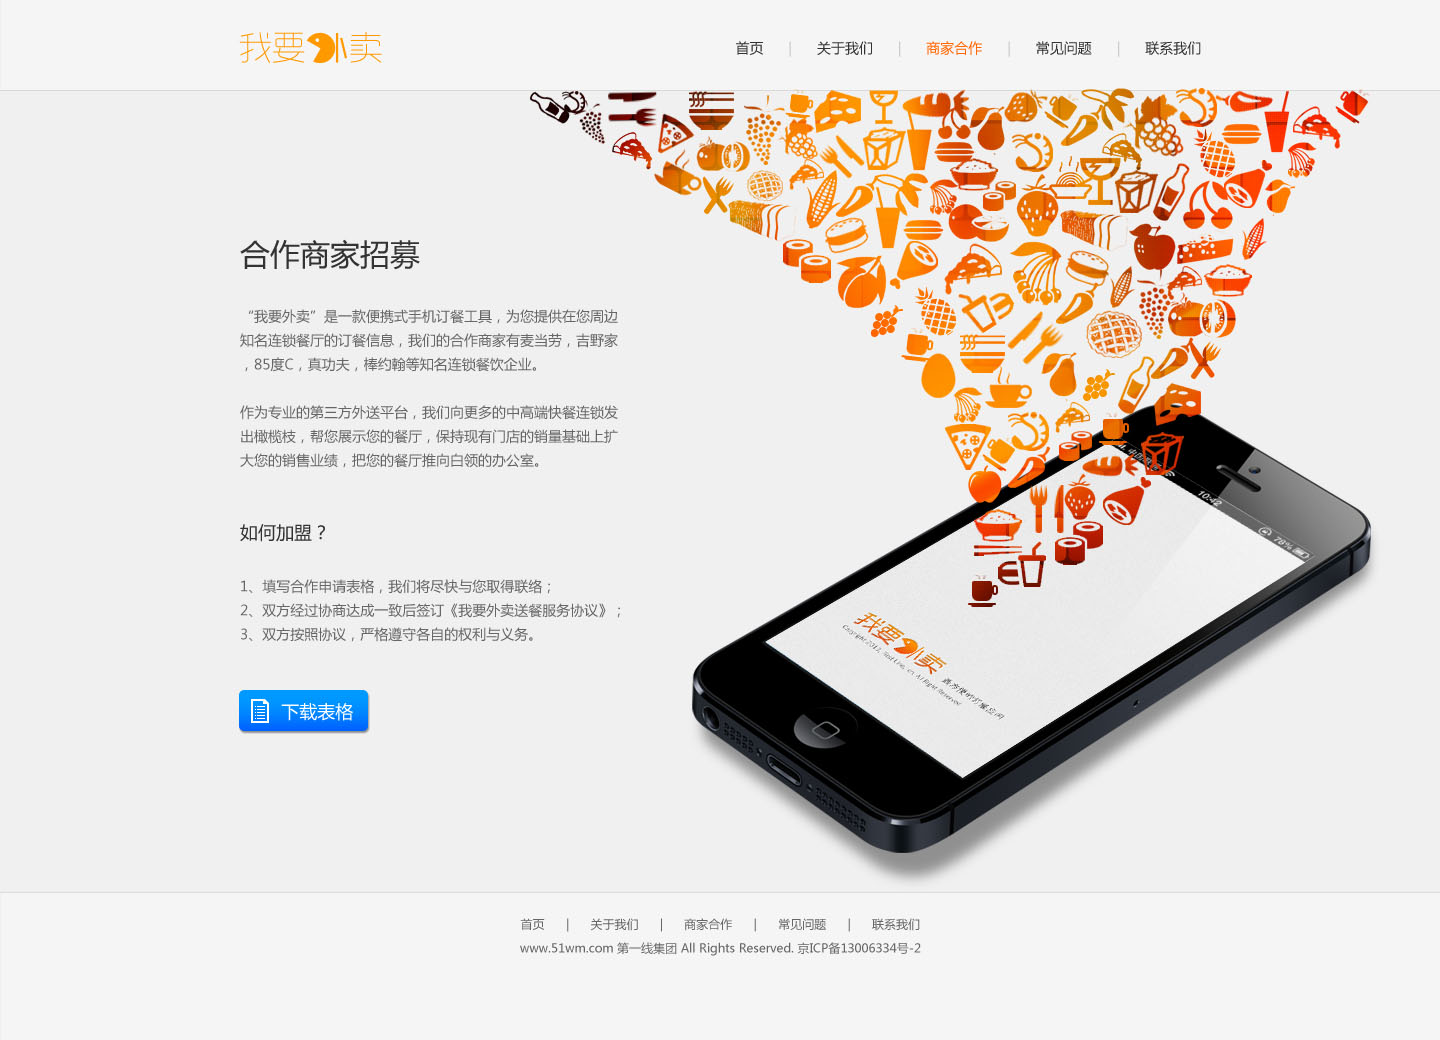 我要外卖
首页 | 关于我们 | 商家合作 | 常见问题 | 联系我们
合作商家招募
“我要外卖”是一款便携式手机订餐工具，为您提供在您周边
知名连锁餐厅的订餐信息，我们的合作商家有麦当劳，吉野家
，85度C，真功夫，棒约翰等知名连锁餐饮企业。
作为专业的第三方外送平台，我们向更多的中高端快餐连锁发
出橄榄枝，帮您展示您的餐厅，保持现有门店的销量基础上扩
大您的销售业绩，把您的餐厅推向白领的办公室。
如何加盟？
1、填写合作申请表格，我们将尽快与您取得联络；
2、双方经过协商达成一致后签订《我要外卖送餐服务协议》；
3、双方按照协议，严格遵守各自的权利与义务。
下载表格
10:42
78%
我要外卖
首页 | 关于我们 | 商家合作 | 常见问题 | 联系我们
www.51wm.com 第一线集团 All Rights Reserved. 京ICP备13006334号-2